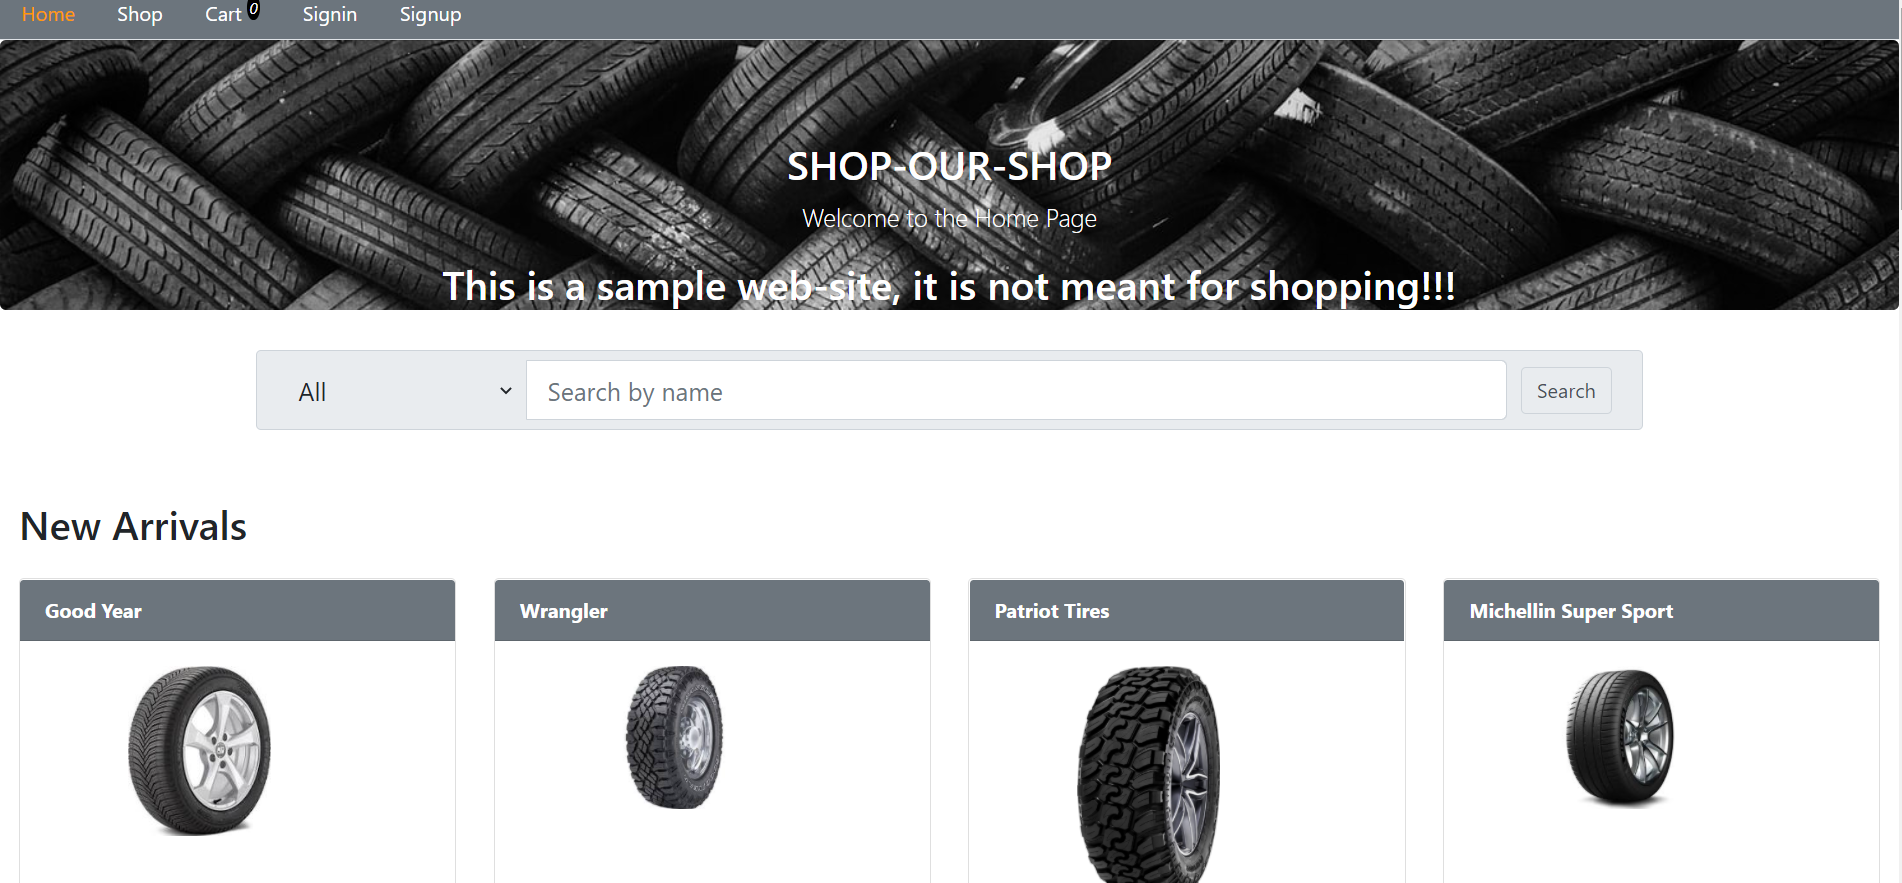 Home Shop Cart 0 Signin Signup
SHOP-OUR-SHOP
Welcome to the Home Page
This is a sample web-site, it is not meant for shopping!!!
All Search by name Search
New Arrivals
Good Year Wrangler Patriot Tires Michellin Super Sport